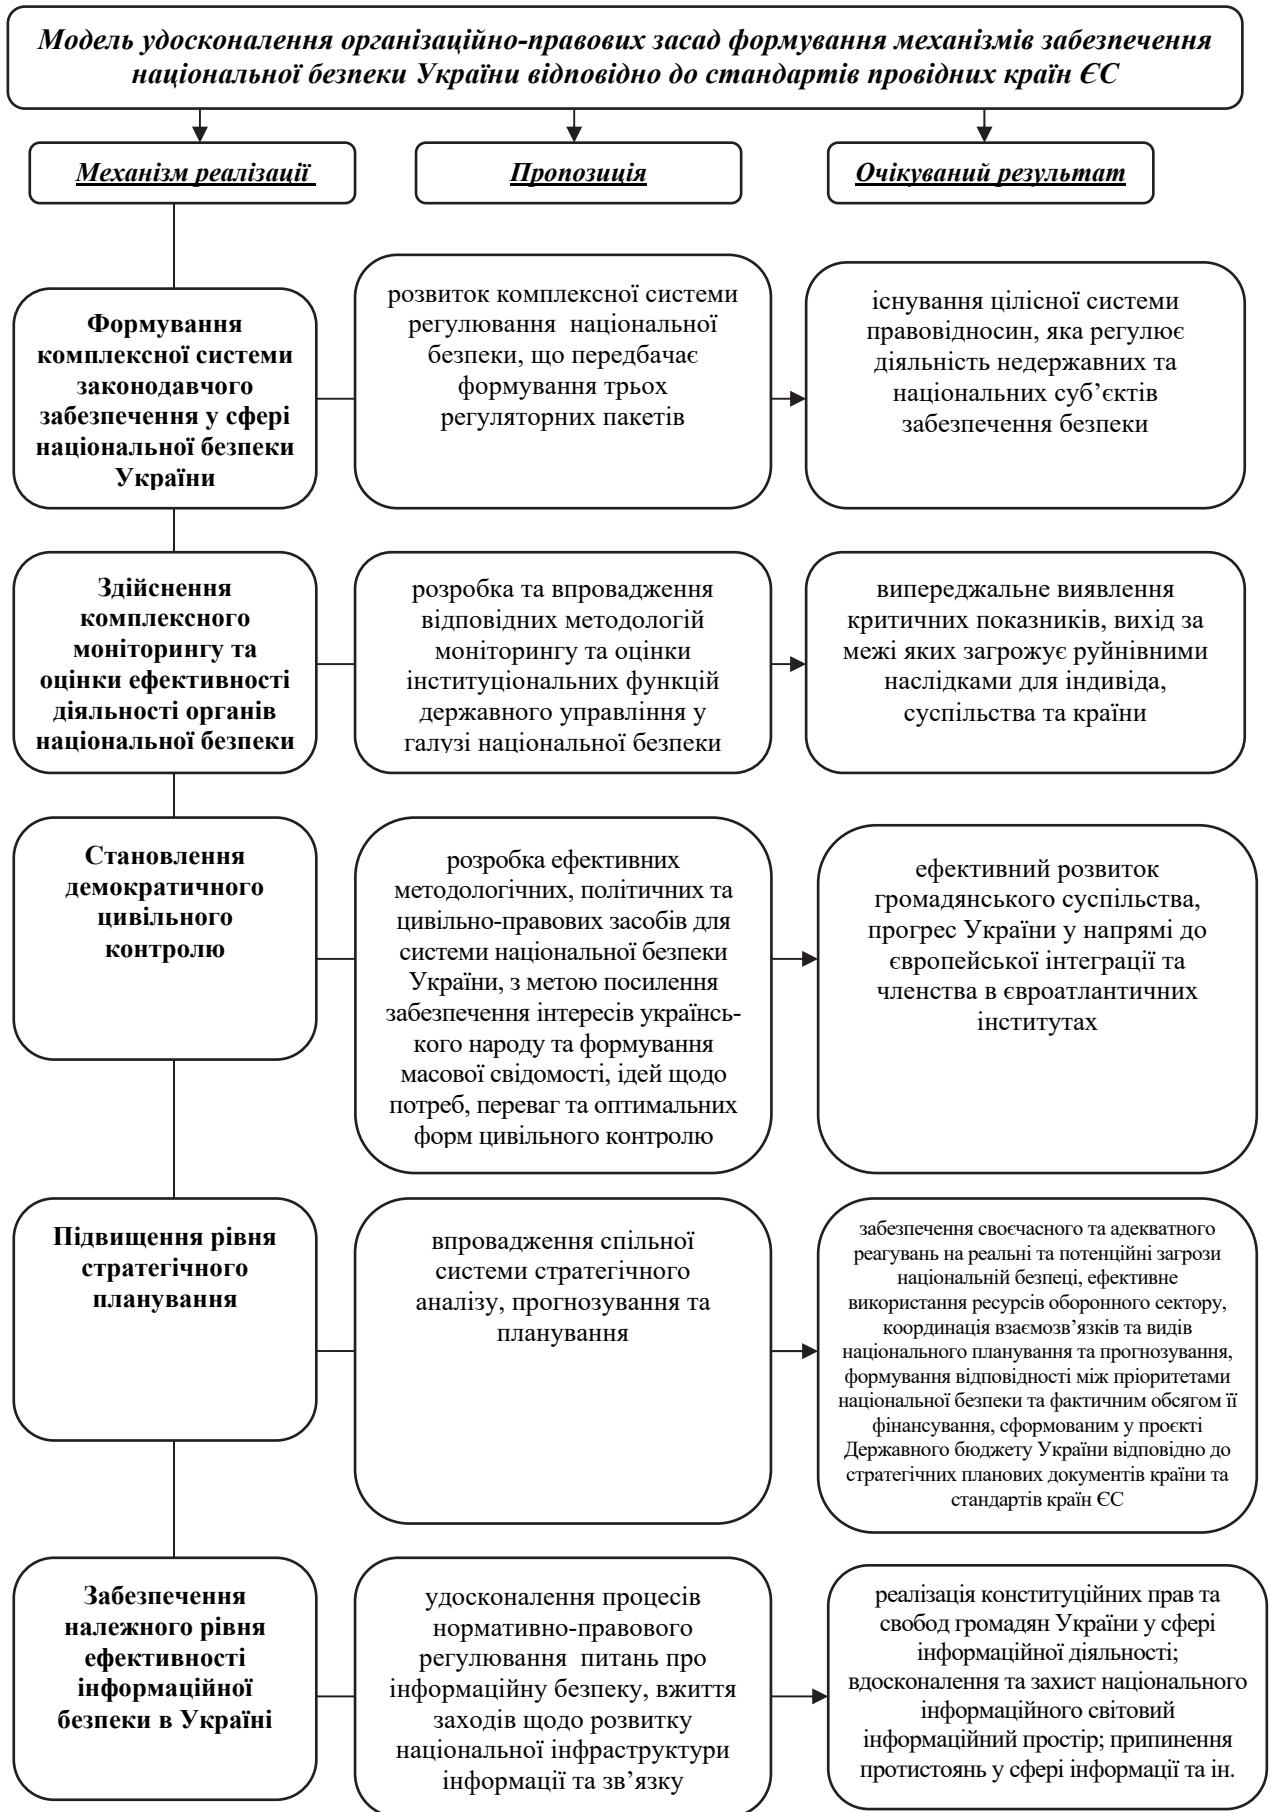 Модель удосконалення організаційно-правових засад формування механізмів забезпечення
національної безпеки України відповідно до стандартів провідних країн ЄС
Механізм реалізації
Пропозиція
Очікуваний результат
Формування
комплексної системи
законодавчого
забезпечення у сфері
національної безпеки
України
розвиток комплексної системи
регулювання національної
безпеки, що передбачає
формування трьох
регуляторних пакетів
існування цілісної системи
правовідносин, яка регулює
діяльність недержавних та
національних суб’єктів
забезпечення безпеки
Здійснення
комплексного
моніторингу та
оцінки ефективності
діяльності органів
національної безпеки
розробка та впровадження
відповідних методологій
моніторингу та оцінки
інституціональних функцій
державного управління у
галузі національної безпеки
випереджальне виявлення
критичних показників, вихід за
межі яких загрожує руйнівними
наслідками для індивіда,
суспільства та країни
Становлення
демократичного
цивільного
контролю
розробка ефективних
методологічних, політичних та
цивільно-правових засобів для
системи національної безпеки
України, з метою посилення
забезпечення інтересів українсь-
кого народу та формування
масової свідомості, ідей щодо
потреб, переваг та оптимальних
форм цивільного контролю
ефективний розвиток
громадянського суспільства,
прогрес України у напрямі до
європейської інтеграції та
членства в євроатлантичних
інститутах
Підвищення рівня
стратегічного
планування
впровадження спільної
системи стратегічного
аналізу, прогнозування та
планування
забезпечення своєчасного та адекватного
реагувань на реальні та потенційні загрози
національній безпеці, ефективне
використання ресурсів оборонного сектору,
координація взаємозв’язків та видів
національного планування та прогнозування,
формування відповідності між пріоритетами
національної безпеки та фактичним обсягом її
фінансування, сформованим у проєкті
Державного бюджету України відповідно до
стратегічних планових документів країни та
стандартів країн ЄС
Забезпечення
належного рівня
ефективності
інформаційної
безпеки в Україні
удосконалення процесів
нормативно-правового
регулювання питань про
інформаційну безпеку, вжиття
заходів щодо розвитку
національної інфраструктури
інформації та зв’язку
реалізація конституційних прав та
свобод громадян України у сфері
інформаційної діяльності;
вдосконалення та захист національного
інформаційного світовий
інформаційний простір; припинення
протистоянь у сфері інформації та ін.